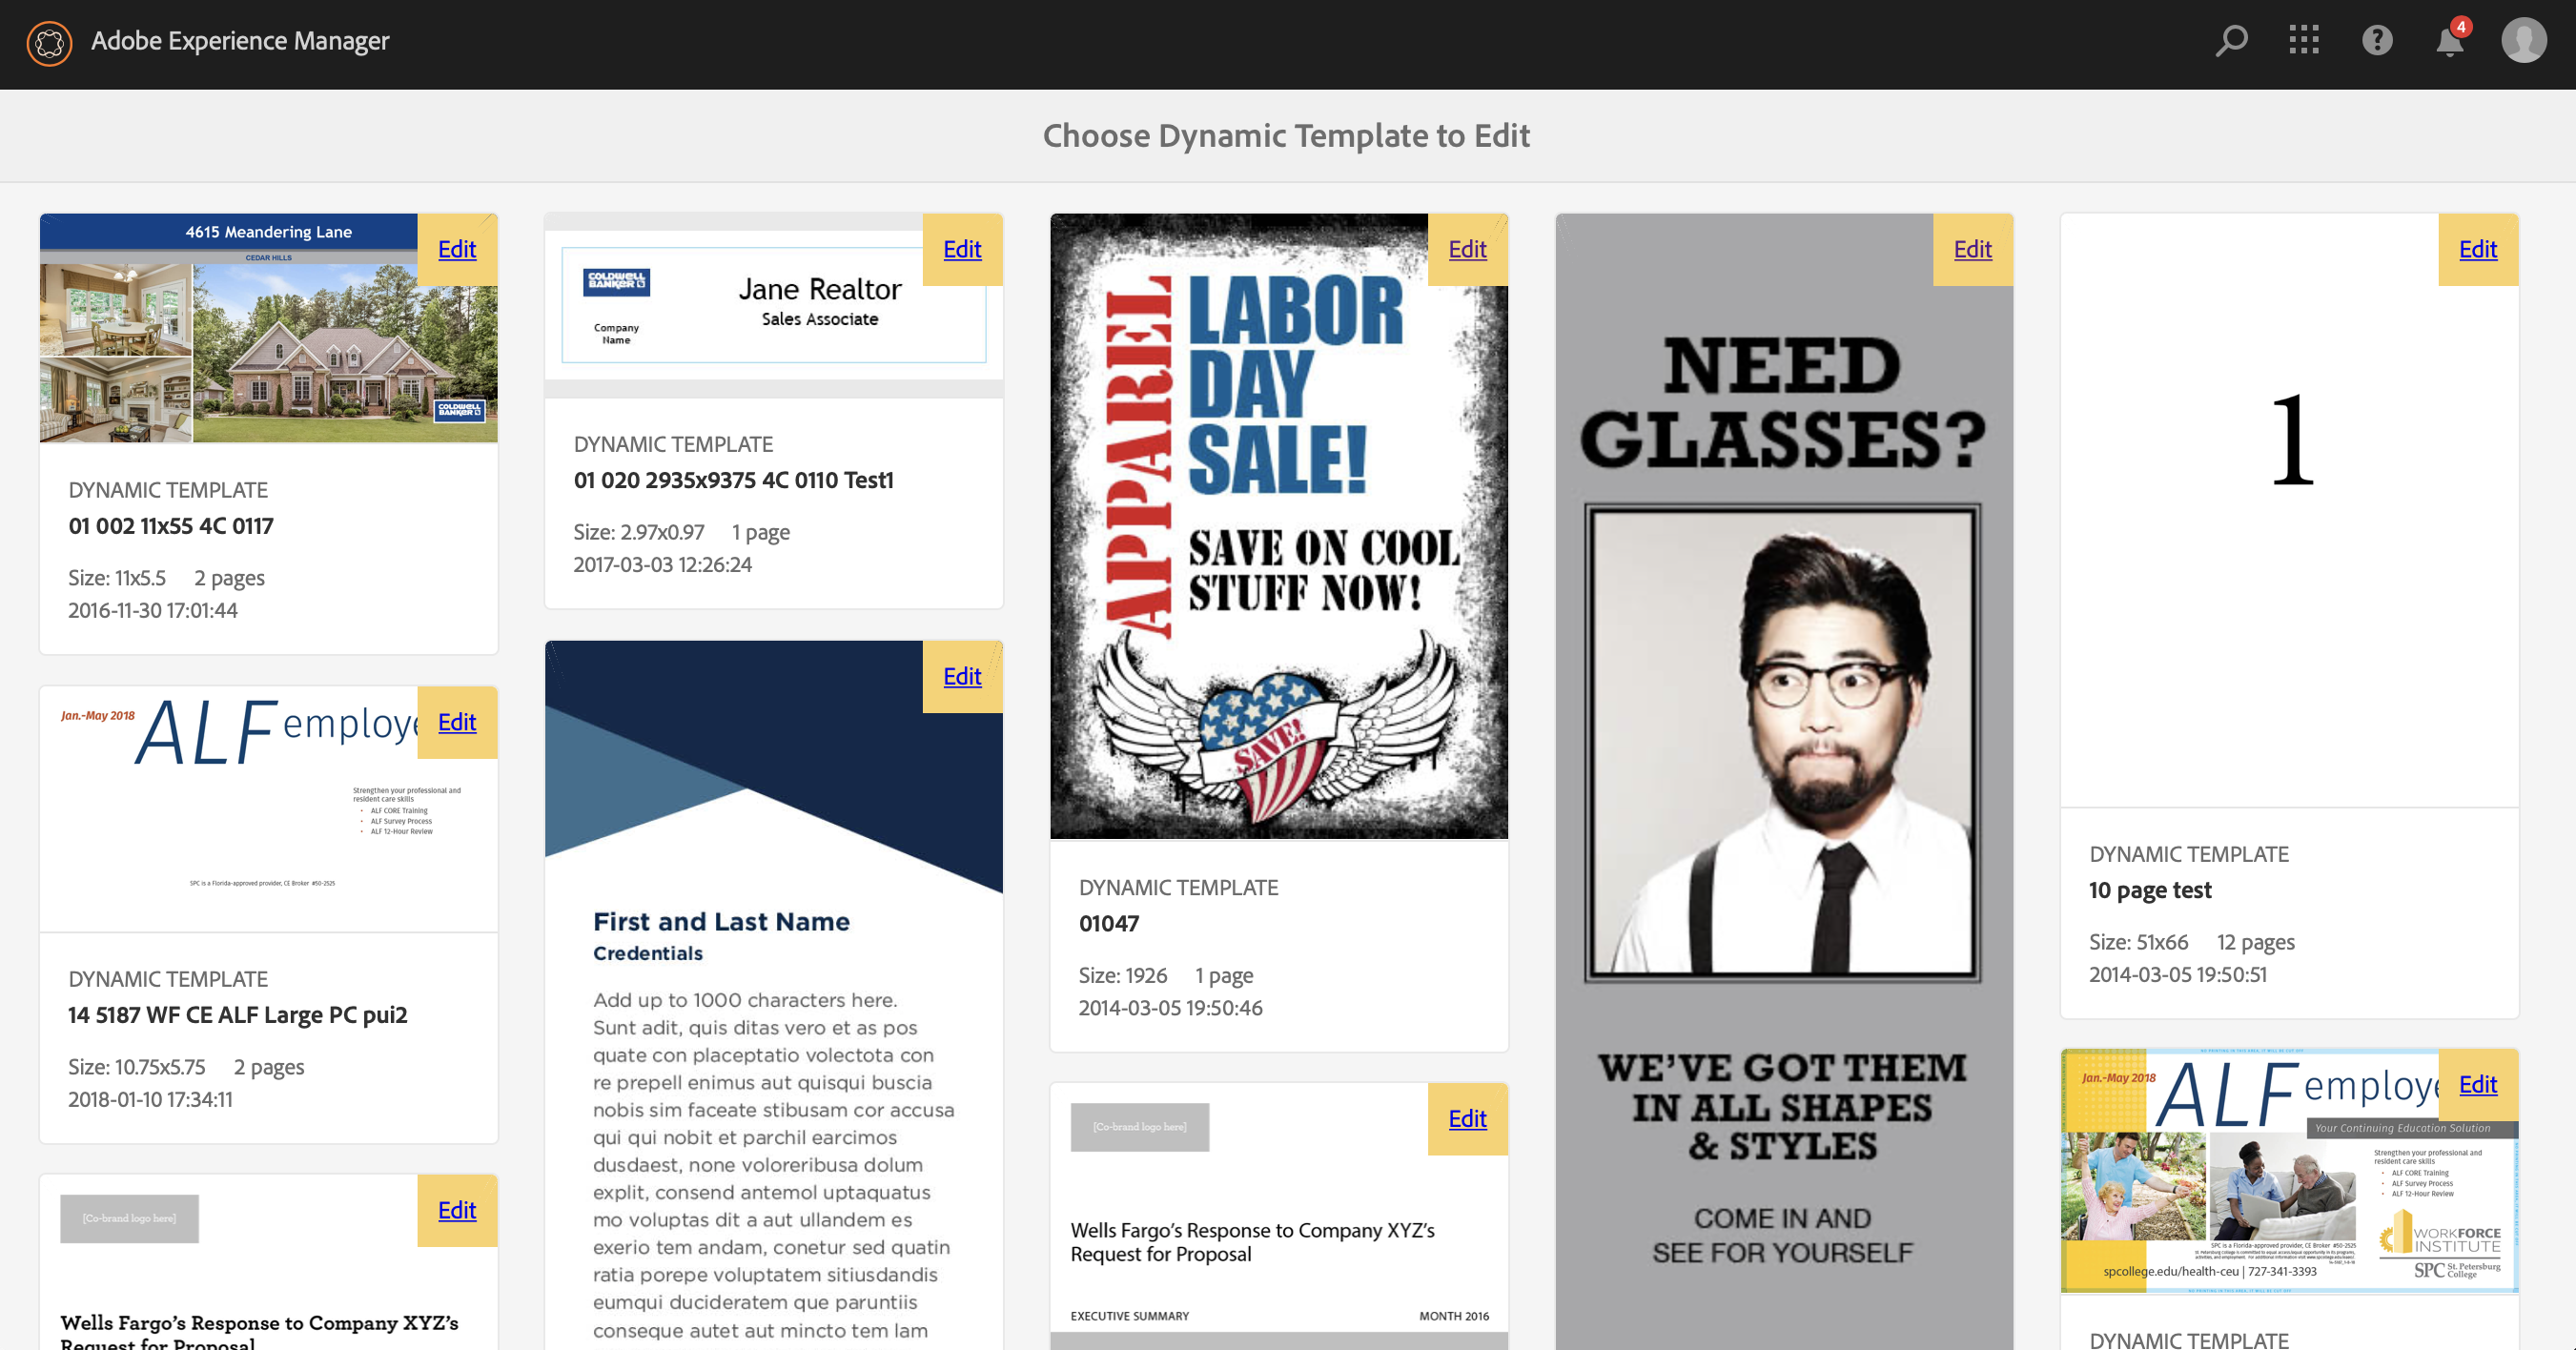 Adobe Experience Manager
4
Choose Dynamic Template to Edit
4615 Meandering Lane
CEDAR HILLS
Edit
COLDWELL
BANKER
DYNAMIC TEMPLATE
01 002 11x55 4C 0117
Size: 11x5.5 2 pages
2016-11-30 17:01:44
Jan.-May 2018
ALF employe
Edit
Strengthen your professional and
resident care skills
• ALF CORE Training
• ALF Survey Process
• ALF 12-Hour Review
SPC is a Florida-approved provider, CE Broker #50-2525
DYNAMIC TEMPLATE
14 5187 WF CE ALF Large PC pui2
Size: 10.75x5.75 2 pages
2018-01-10 17:34:11
[Co-brand logo here]
Edit
Wells Fargo's Response to Company XYZ's
Request for Proposal
Edit
COLDWELL
BANKER
Jane Realtor
Sales Associate
Company
Name
DYNAMIC TEMPLATE
01 020 2935x9375 4C 0110 Test1
Size: 2.97x0.97 1 page
2017-03-03 12:26:24
Edit
First and Last Name
Credentials
Add up to 1000 characters here.
Sunt adit, quis ditas vero et as pos
quate con placeptatio volectota con
re prepell enimus aut quisqui buscia
nobis sim faceate stibusam cor accusa
qui qui nobit et parchil earcimos
dusdaest, none voloreribusa dolum
explit, consend antemol uptaquatus
mo voluptas dit a aut ullandem es
exerio tem andam, conetur sed quatin
ratia porepe voluptatem sitiusdandis
eumqui ducideratem que paruntiis
conseque autet aut mincto tem lam
Edit
APPAREL
LABOR
DAY
SALE!
SAVE ON COOL
STUFF NOW!
SAVE!
DYNAMIC TEMPLATE
01047
Size: 1926 1 page
2014-03-05 19:50:46
[Co-brand logo here]
Edit
Wells Fargo's Response to Company XYZ's
Request for Proposal
EXECUTIVE SUMMARY MONTH 2016
Edit
NEED
GLASSES?
WE'VE GOT THEM
IN ALL SHAPES
& STYLES
COME IN AND
SEE FOR YOURSELF
Edit
1
DYNAMIC TEMPLATE
10 page test
Size: 51x66 12 pages
2014-03-05 19:50:51
Jan.-May 2018
ALF employe
Edit
Your Continuing Education Solution
Strengthen your professional and
resident care skills
• ALF CORE Training
• ALF Survey Process
• ALF 12-Hour Review
WORKFORCE
INSTITUTE
SPC St. Petersburg
College
SPC is a Florida-approved provider, CE Broker #50-2525
spcollege.edu/health-ceu | 727-341-3393
DYNAMIC TEMPLATE